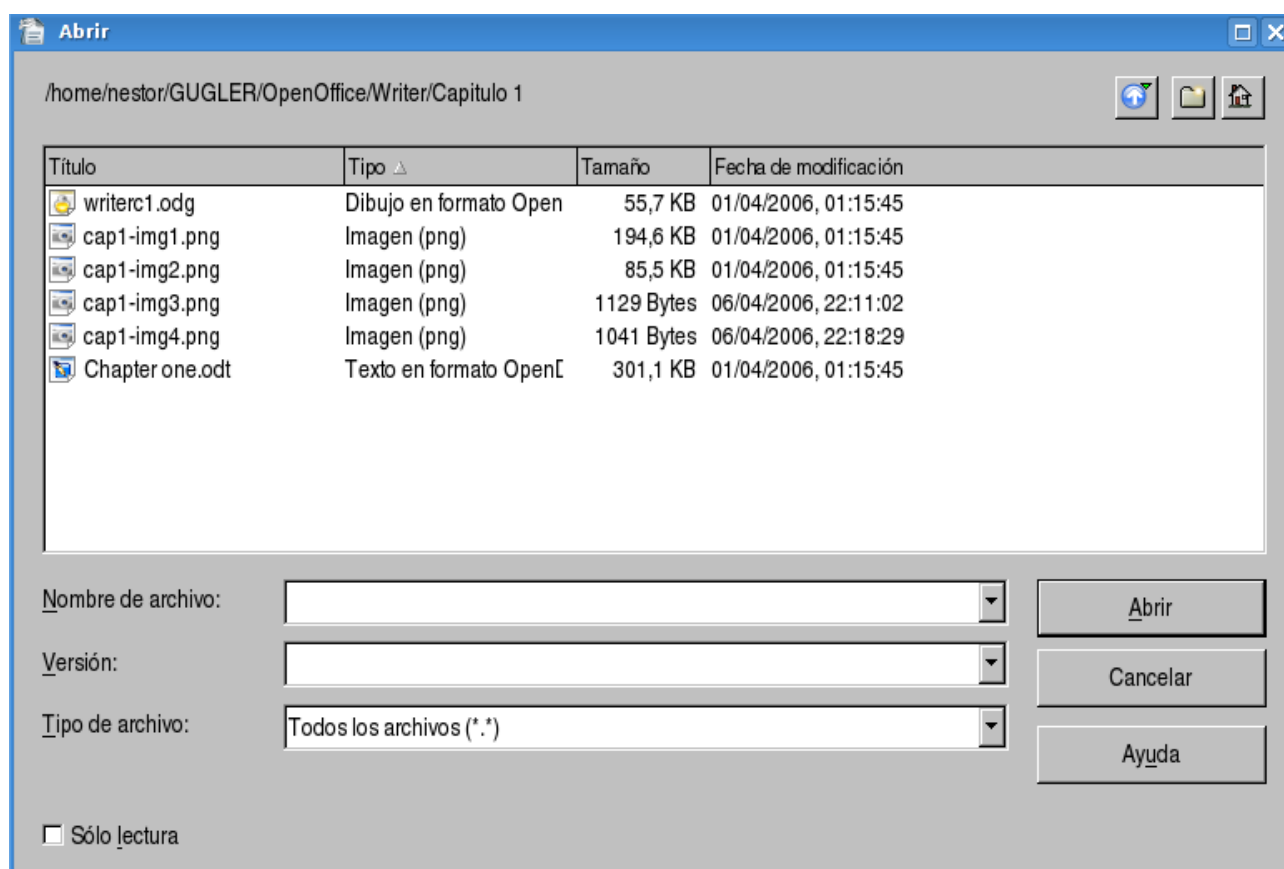 Abrir
/home/nestor/GUGLER/OpenOffice/Writer/Capitulo 1
Título Tipo Tamaño Fecha de modificación
writerc1.odg Dibujo en formato Open 55,7 KB 01/04/2006, 01:15:45
cap1-img1.png Imagen (png) 194,6 KB 01/04/2006, 01:15:45
cap1-img2.png Imagen (png) 85,5 KB 01/04/2006, 01:15:45
cap1-img3.png Imagen (png) 1129 Bytes 06/04/2006, 22:11:02
cap1-img4.png Imagen (png) 1041 Bytes 06/04/2006, 22:18:29
Chapter one.odt Texto en formato OpenD 301,1 KB 01/04/2006, 01:15:45
Nombre de archivo: Abrir
Versión: Cancelar
Tipo de archivo: Todos los archivos (*.*)
Ayuda
Sólo lectura